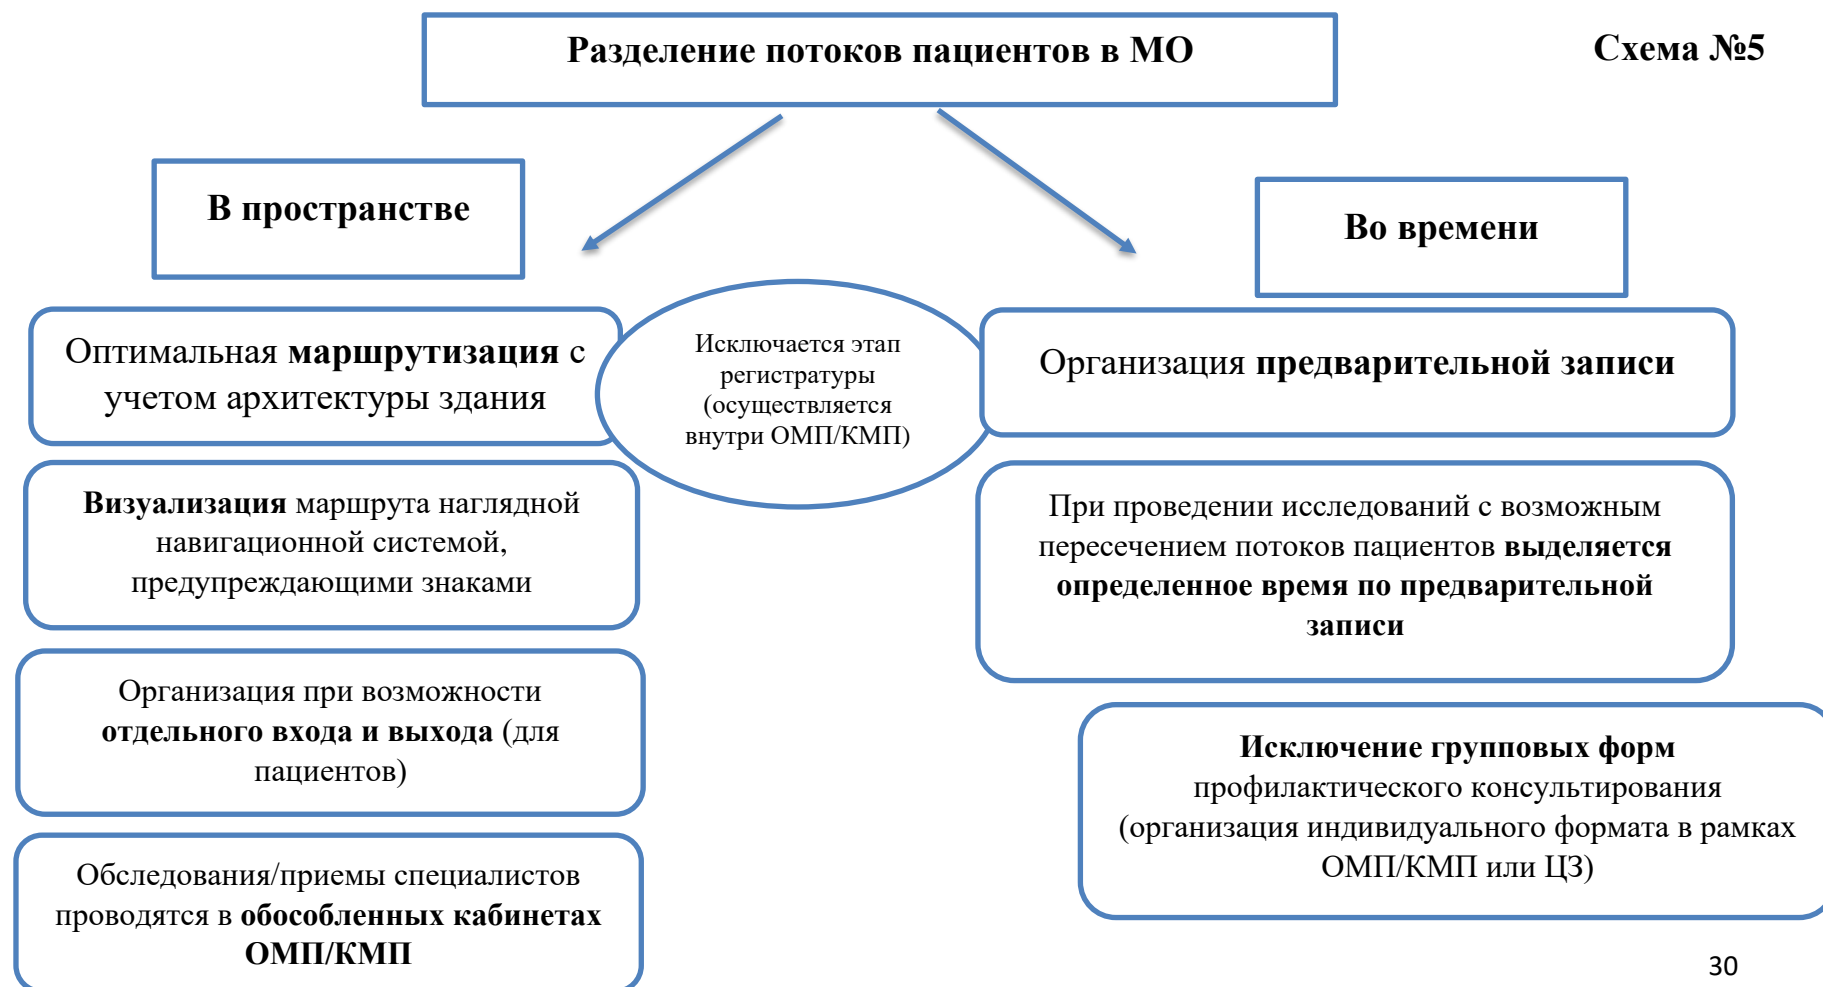 Разделение потоков пациентов в МО
Схема №5
В пространстве
Во времени
Оптимальная маршрутизация с
учетом архитектуры здания
Исключается этап
регистратуры
(осуществляется
внутри ОМП/КМП)
Организация предварительной записи
Визуализация маршрута наглядной
навигационной системой,
предупреждающими знаками
При проведении исследований с возможным
пересечением потоков пациентов выделяется
определенное время по предварительной
записи
Организация при возможности
отдельного входа и выхода (для
пациентов)
Исключение групповых форм
профилактического консультирования
(организация индивидуального формата в рамках
ОМП/КМП или ЦЗ)
Обследования/приемы специалистов
проводятся в обособленных кабинетах
ОМП/КМП
30